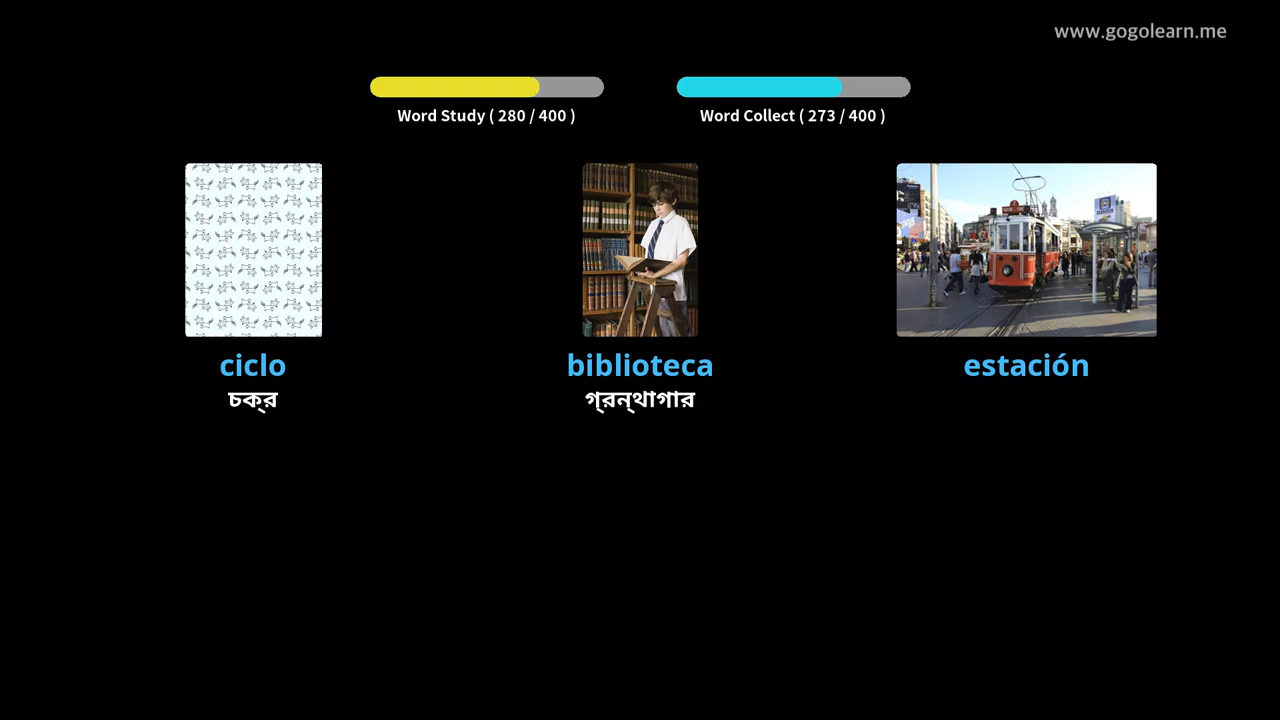 www.gogolearn.me
Word Study ( 280 / 400 )
Word Collect ( 273 / 400 )
ciclo
biblioteca
estación
চক্র
গ্রন্থাগার